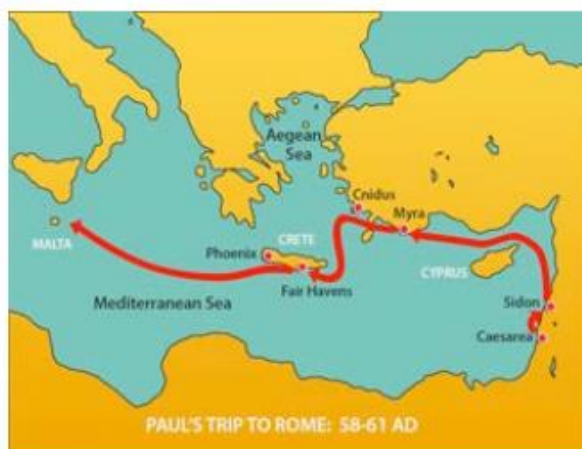 Aegean
Sea
Cnidus
Myra
CRETE
Phoenix
MALTA
CYPRUS
Fair Havens
Sidon
Mediterranean Sea
Caesarea
PAUL'S TRIP TO ROME: 58-61 AD